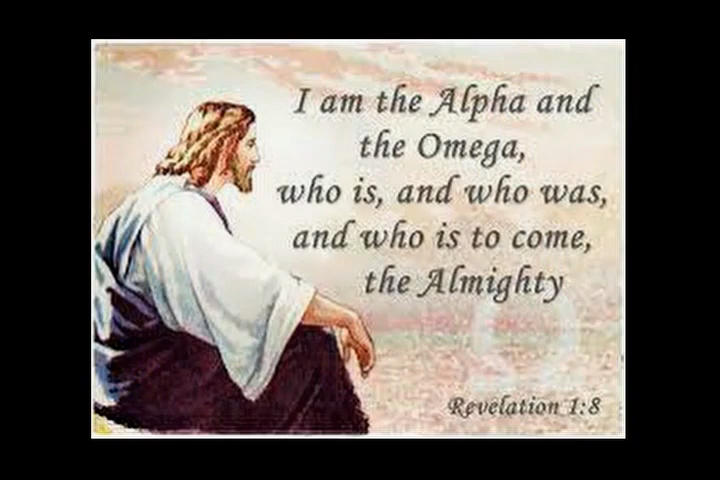 I am the Alpha and
the Omega,
who is, and who was,
and who is to come,
the Almighty
Revelation 1:8